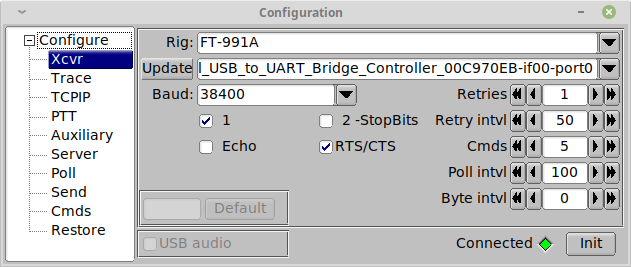 Configuration
Configure
Xcvr
Trace
TCPIP
PTT
Auxiliary
Server
Poll
Send
Cmds
Restore
Rig: FT-991A
Update l_USB_to_UART_Bridge_Controller_00C970EB-if00-port0
Baud: 38400 Retries 1
1 2 -StopBits Retry intvl 50
Echo RTS/CTS Cmds 5
Poll intvl 100
Default Byte intvl 0
USB audio Connected Init